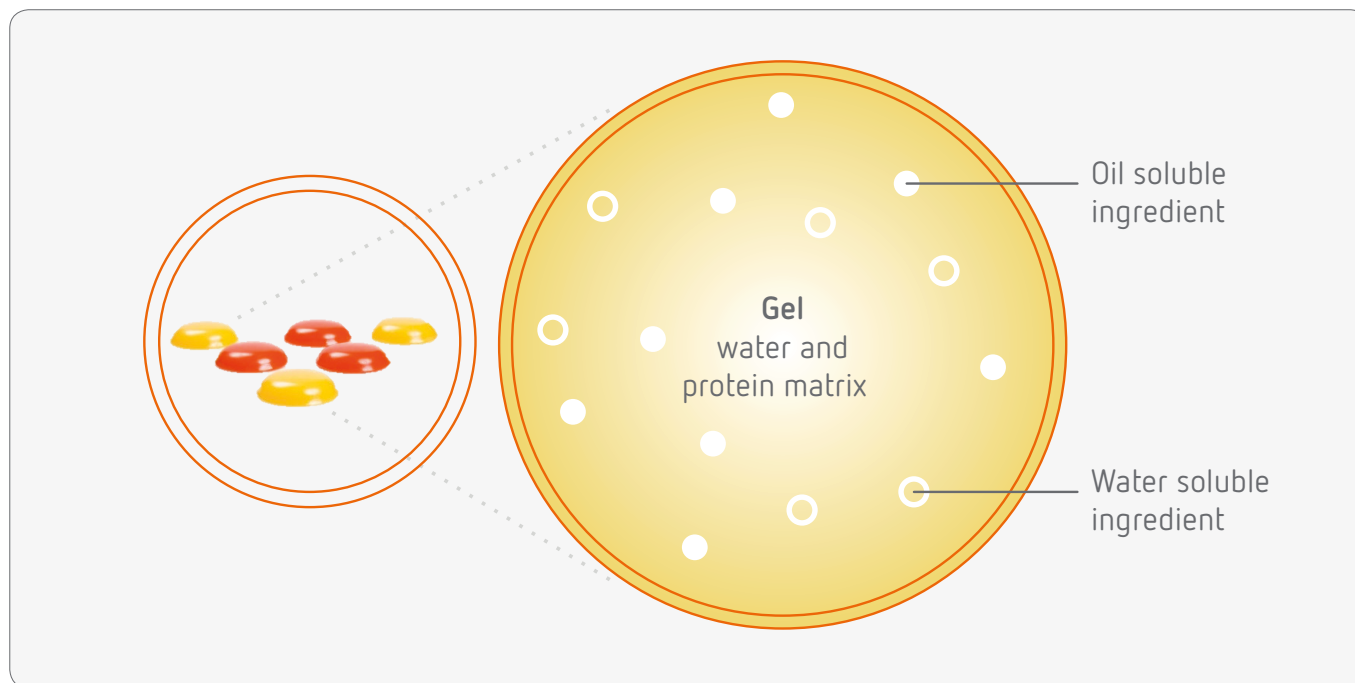 Oil soluble
ingredient
Gel
water and
protein matrix
Water soluble
ingredient